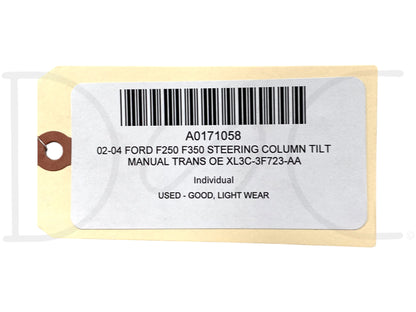 A0171058
02-04 FORD F250 F350 STEERING COLUMN TILT
MANUAL TRANS OE XL3C-3F723-AA
Individual
USED - GOOD, LIGHT WEAR